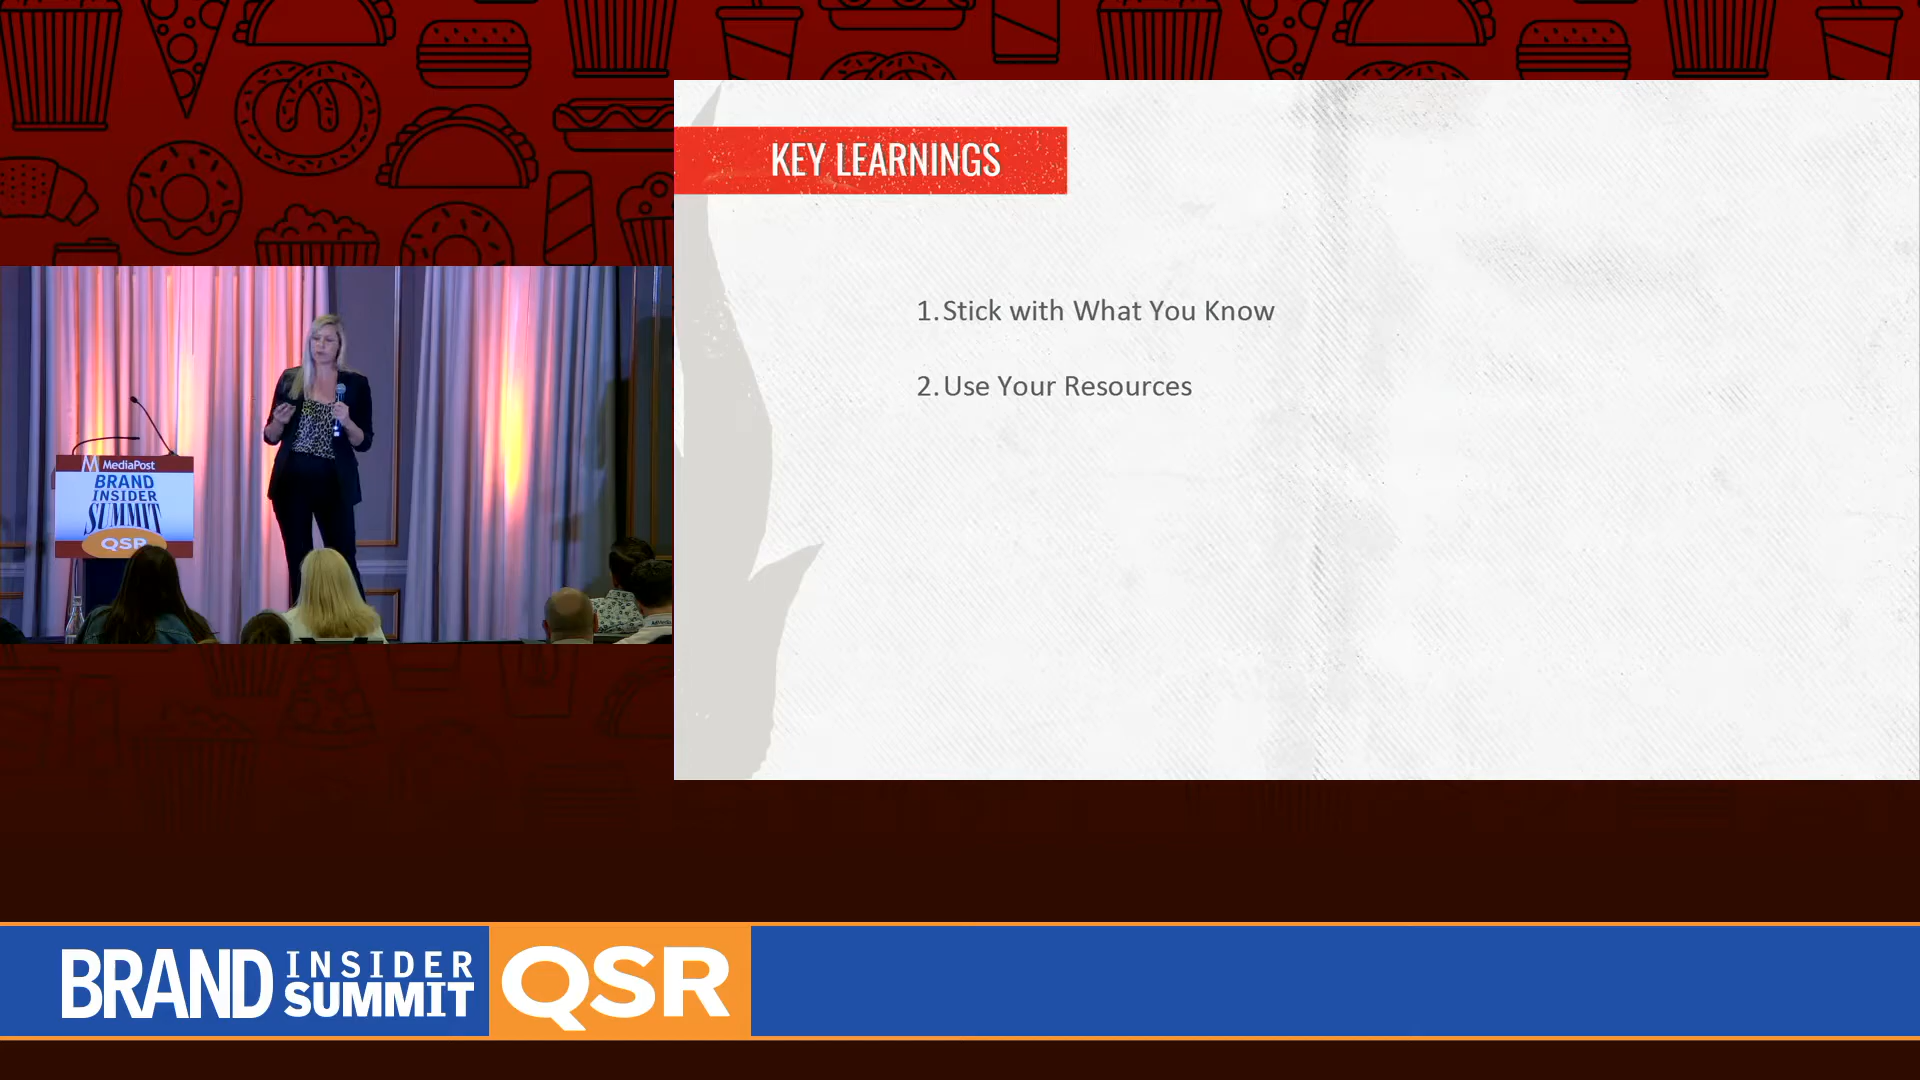 KEY LEARNINGS
1. Stick with What You Know
2. Use Your Resources
MediaPost
BRAND
INSIDER
SUMMIT
QSR
BRAND INSIDER SUMMIT QSR